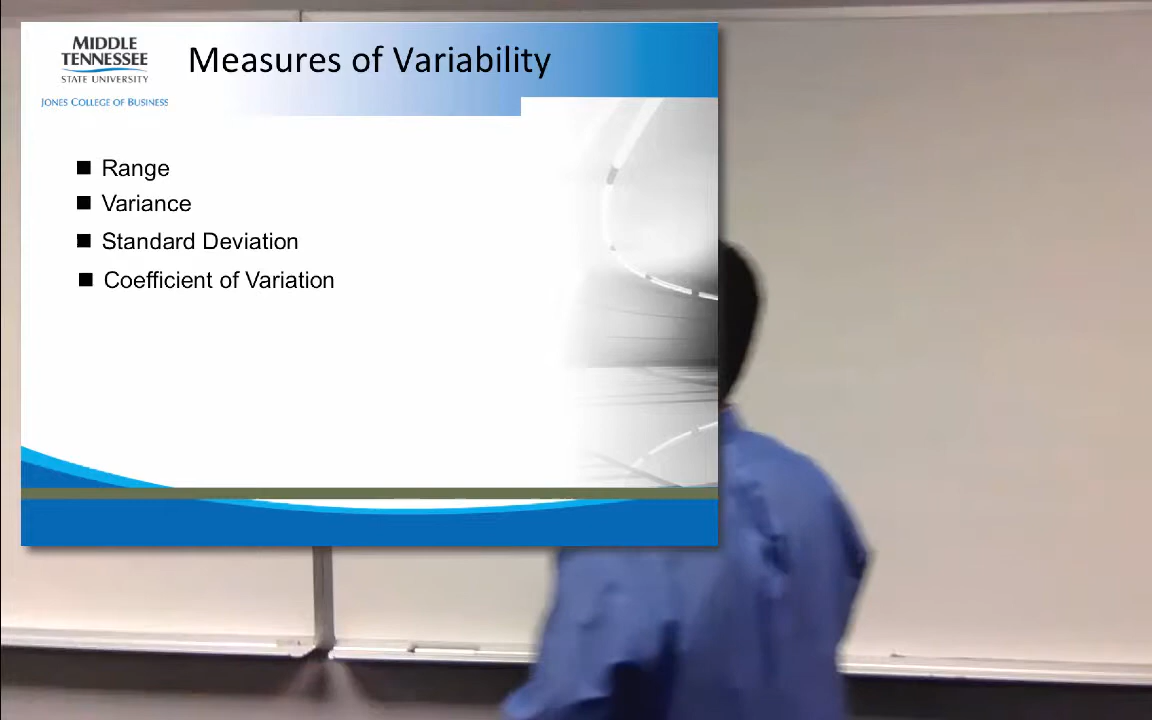 MIDDLE
TENNESSEE
STATE UNIVERSITY
JONES COLLEGE OF BUSINESS
Measures of Variability
■ Range
■ Variance
■ Standard Deviation
■ Coefficient of Variation